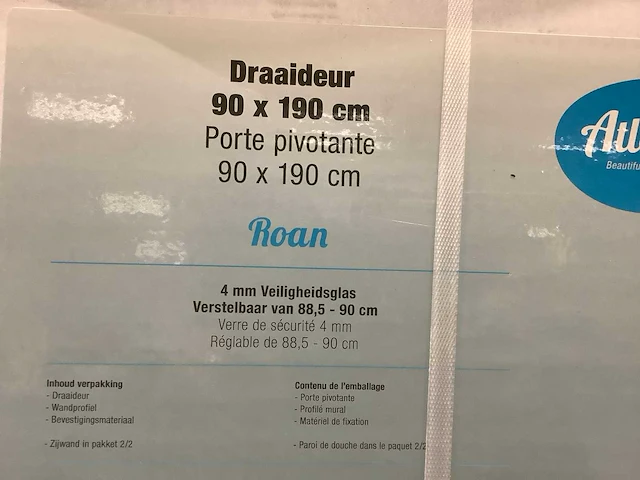 Draaideur
90 x 190 cm
Porte pivotante
90 x 190 cm
Roan
4 mm Veiligheidsglas
Verstelbaar van 88,5 - 90 cm
Verre de sécurité 4 mm
Réglable de 88,5 - 90 cm
Inhoud verpakking
- Draaideur
- Wandprofiel
- Bevestigingsmateriaal
- Zijwand in pakket 2/2
Contenu de l'emballage
- Porte pivotante
- Profilé mural
- Matériel de fixation
- Paroi de douche dans le paquet 2/2